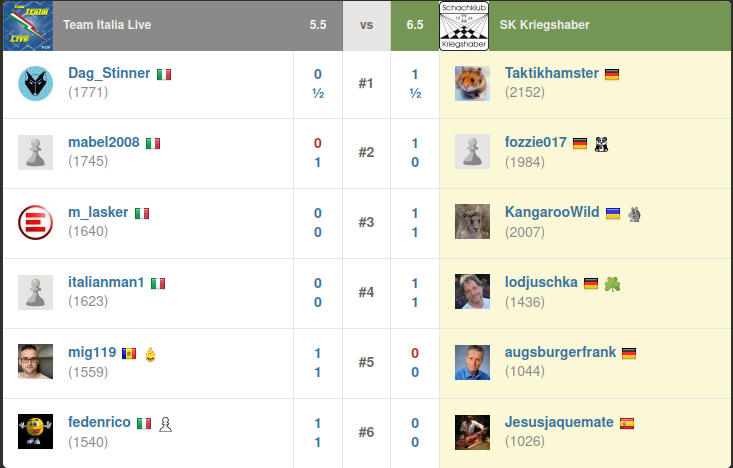 Team Italia Live 5.5 vs 6.5 SK Kriegshaber
Schachklub
Kriegshaber
Italia
Live
Dag_Stinner 0 1 Taktikhamster
(1771) ½ #1 ½ (2152)
mabel2008 0 1 fozzie017
(1745) 1 #2 0 (1984)
m_lasker 0 1 KangarooWild
(1640) 0 #3 1 (2007)
italianman1 0 1 lodjuschka
(1623) 0 #4 1 (1436)
mig119 1 0 augsburgerfrank
(1559) 1 #5 0 (1044)
fedenrico 1 0 Jesusjaquemate
(1540) 1 #6 0 (1026)